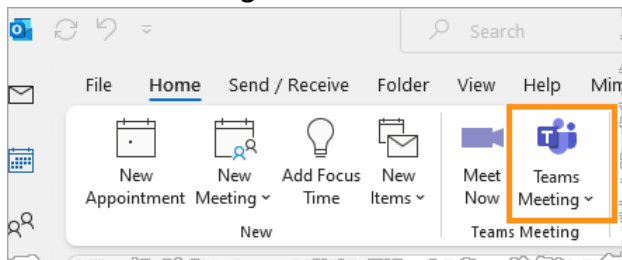 Search
File Home Send / Receive Folder View Help
New Appointment
New Meeting
Add Focus Time
New Items
Meet Now
Teams Meeting
New
Teams Meeting